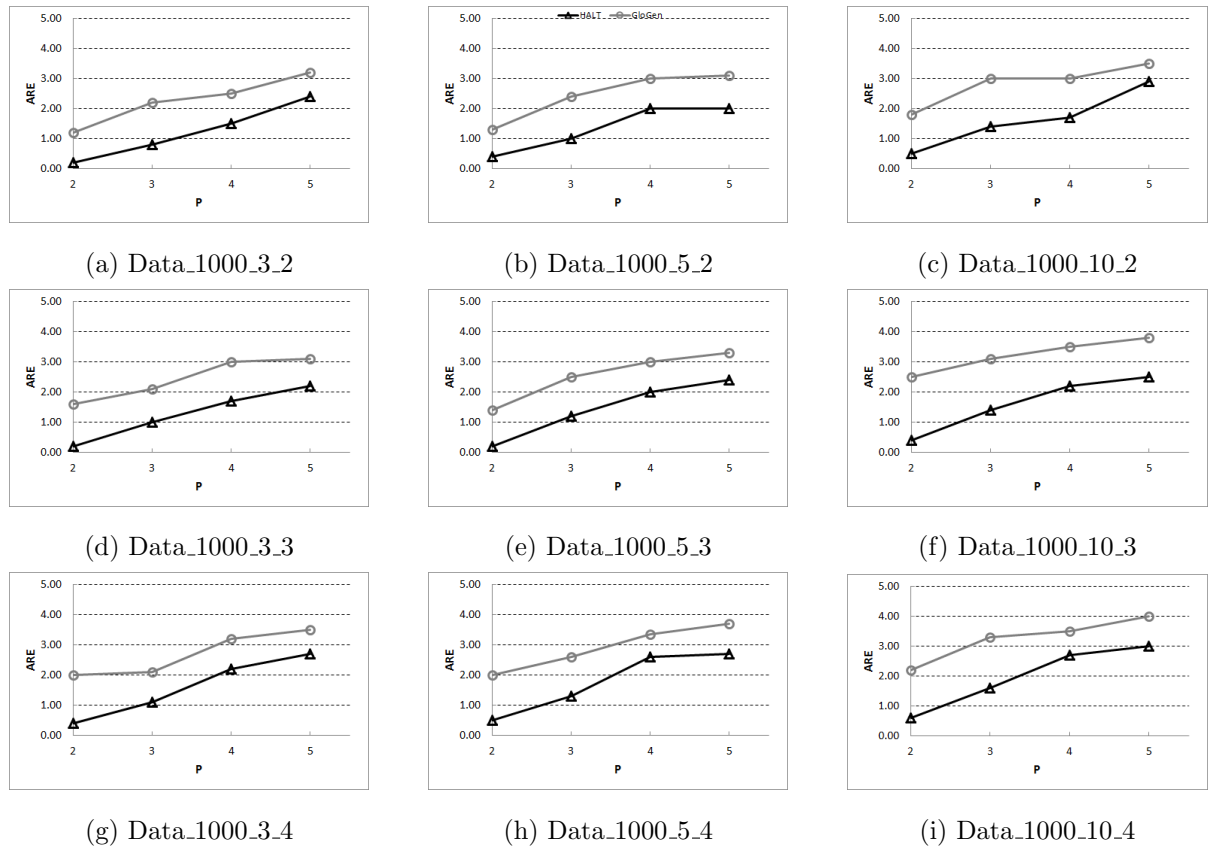 HALT GloGen
5.00 5.00 5.00
4.00 4.00 4.00
3.00 3.00 3.00
ARE ARE ARE
2.00 2.00 2.00
1.00 1.00 1.00
0.00 0.00 0.00
2 3 4 5 2 3 4 5 2 3 4 5
P P P
(a) Data_1000_3_2 (b) Data_1000_5_2 (c) Data_1000_10_2
5.00 5.00 5.00
4.00 4.00 4.00
3.00 3.00 3.00
ARE ARE ARE
2.00 2.00 2.00
1.00 1.00 1.00
0.00 0.00 0.00
2 3 4 5 2 3 4 5 2 3 4 5
P P P
(d) Data_1000_3_3 (e) Data_1000_5_3 (f) Data_1000_10_3
5.00 5.00 5.00
4.00 4.00 4.00
3.00 3.00 3.00
ARE ARE ARE
2.00 2.00 2.00
1.00 1.00 1.00
0.00 0.00 0.00
2 3 4 5 2 3 4 5 2 3 4 5
P P P
(g) Data_1000_3_4 (h) Data_1000_5_4 (i) Data_1000_10_4